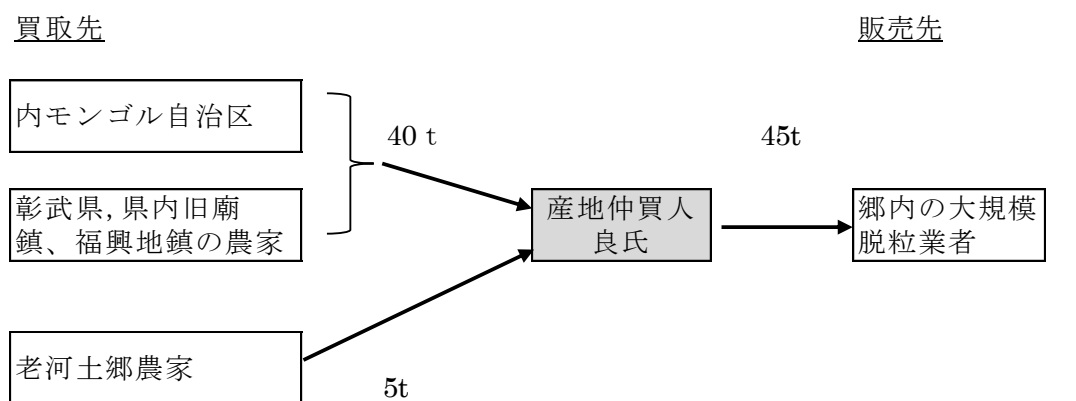 買取先
販売先
内モンゴル自治区
40 t
45t
彰武県,県内旧廟
鎮、福興地鎮の農家
産地仲買人
良氏
郷内の大規模
脱粒業者
老河土郷農家
5t